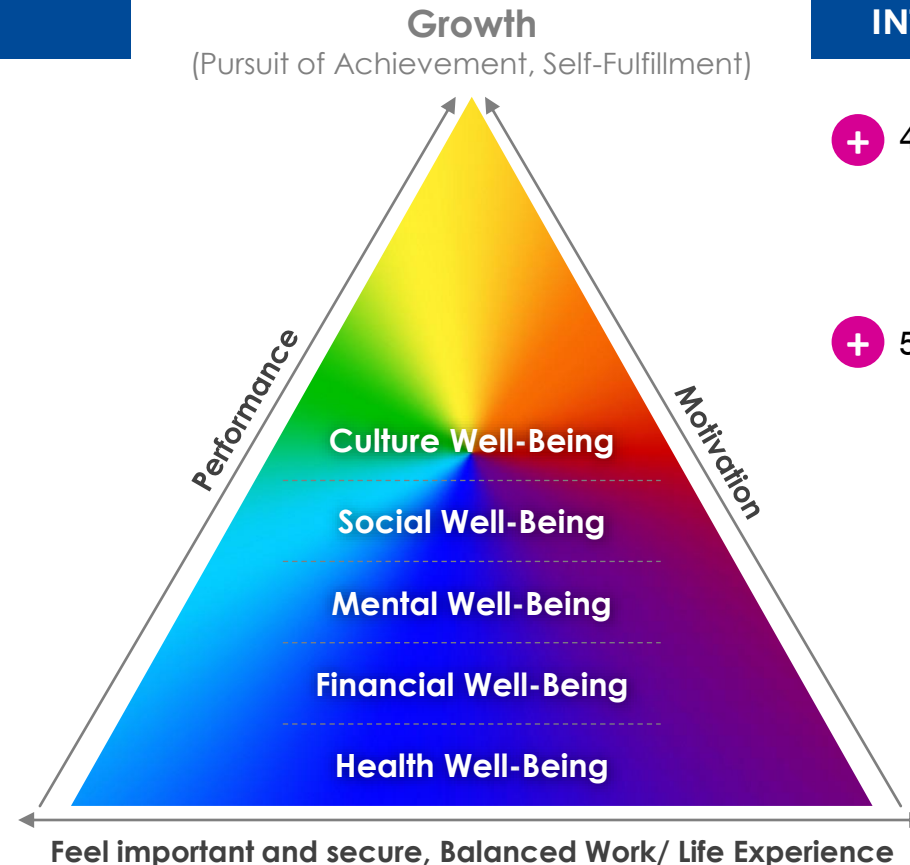 Growth
(Pursuit of Achievement, Self-Fulfillment)
+ 4
+ 5
Performance
Motivation
Culture Well-Being
Social Well-Being
Mental Well-Being
Financial Well-Being
Health Well-Being
Feel important and secure, Balanced Work/ Life Experience